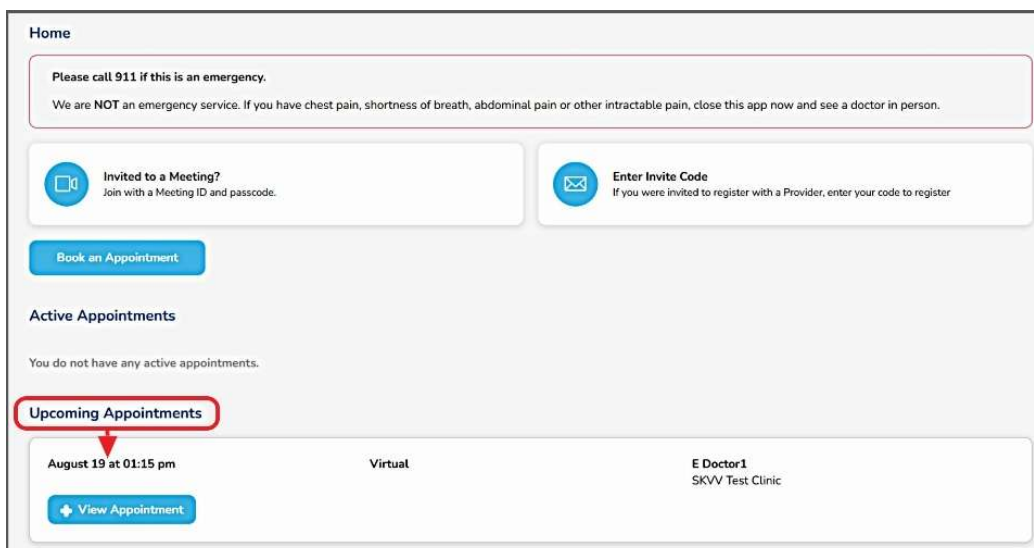 Home
Please call 911 if this is an emergency.
We are NOT an emergency service. If you have chest pain, shortness of breath, abdominal pain or other intractable pain, close this app now and see a doctor in person.
Invited to a Meeting?
Join with a Meeting ID and passcode.
Enter Invite Code
If you were invited to register with a Provider, enter your code to register
Book an Appointment
Active Appointments
You do not have any active appointments.
Upcoming Appointments
August 19 at 01:15 pm
Virtual
E Doctor1
SKVV Test Clinic
View Appointment